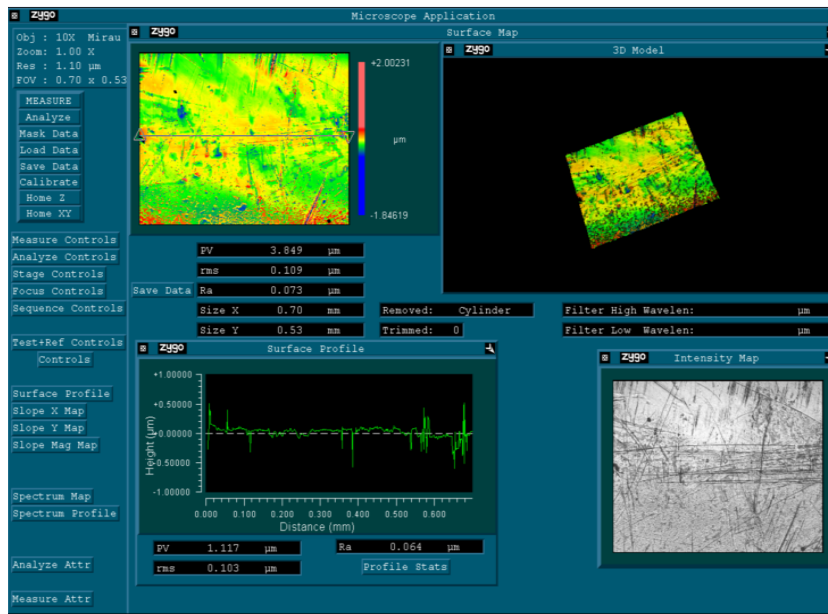 zygo
Microscope Application
Obj : 10X Mirau
Zoom: 1.00 X
Res : 1.10 µm
FOV : 0.70 x 0.53
MEASURE
Analyze
Mask Data
Load Data
Save Data
Calibrate
Home Z
Home XY
Measure Controls
Analyze Controls
Stage Controls
Focus Controls
Sequence Controls
Test+Ref Controls
Controls
Surface Profile
Slope X Map
Slope Y Map
Slope Mag Map
Spectrum Map
Spectrum Profile
Analyze Attr
Measure Attr
zygo
Surface Map
+2.00231
µm
-1.84619
PV 3.849 µm
rms 0.109 µm
Save Data Ra 0.073 µm
Size X 0.70 mm
Size Y 0.53 mm
Removed: Cylinder
Trimmed: 0
Filter High Wavelen: µm
Filter Low Wavelen: µm
zygo
3D Model
zygo
Surface Profile
+1.00000
+0.50000
+0.00000
-0.50000
-1.00000
Height (µm)
0.000 0.100 0.200 0.300 0.400 0.500 0.600
Distance (mm)
PV 1.117 µm
rms 0.103 µm
Ra 0.064 µm
Profile Stats
zygo
Intensity Map